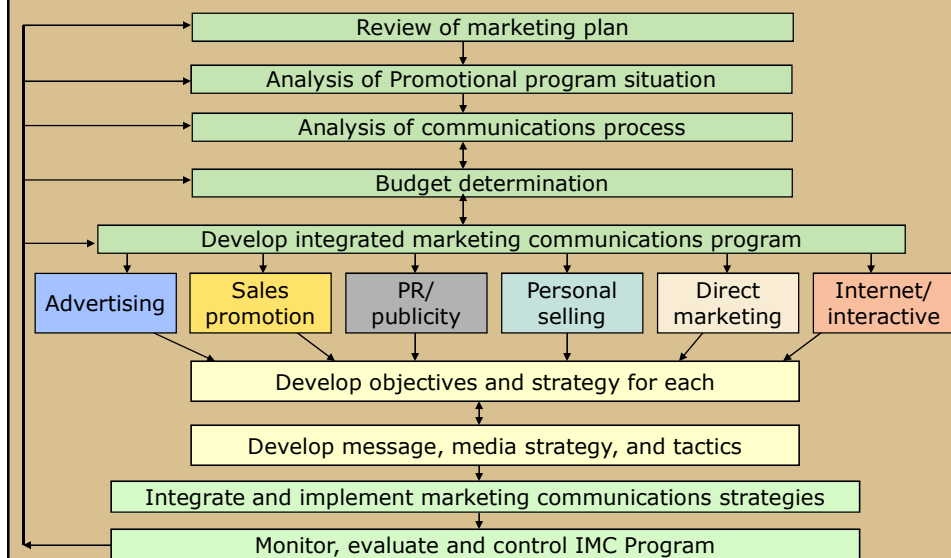 Review of marketing plan
Analysis of Promotional program situation
Analysis of communications process
Budget determination
Develop integrated marketing communications program
Advertising
Sales
promotion
PR/
publicity
Personal
selling
Direct
marketing
Internet/
interactive
Develop objectives and strategy for each
Develop message, media strategy, and tactics
Integrate and implement marketing communications strategies
Monitor, evaluate and control IMC Program